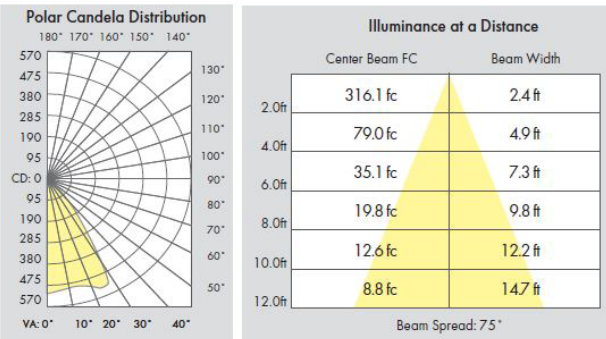 Polar Candela Distribution
180° 170° 160° 150° 140°
570
475
380
285
190
95
CD: 0
95
190
285
380
475
570
130°
120°
110°
100°
90°
80°
70°
60°
50°
VA: 0° 10° 20° 30° 40°
Illuminance at a Distance
Center Beam FC Beam Width
2.0ft 316.1 fc 2.4 ft
4.0ft 79.0 fc 4.9 ft
6.0ft 35.1 fc 7.3 ft
8.0ft 19.8 fc 9.8 ft
10.0ft 12.6 fc 12.2 ft
12.0ft 8.8 fc 14.7 ft
Beam Spread: 75°